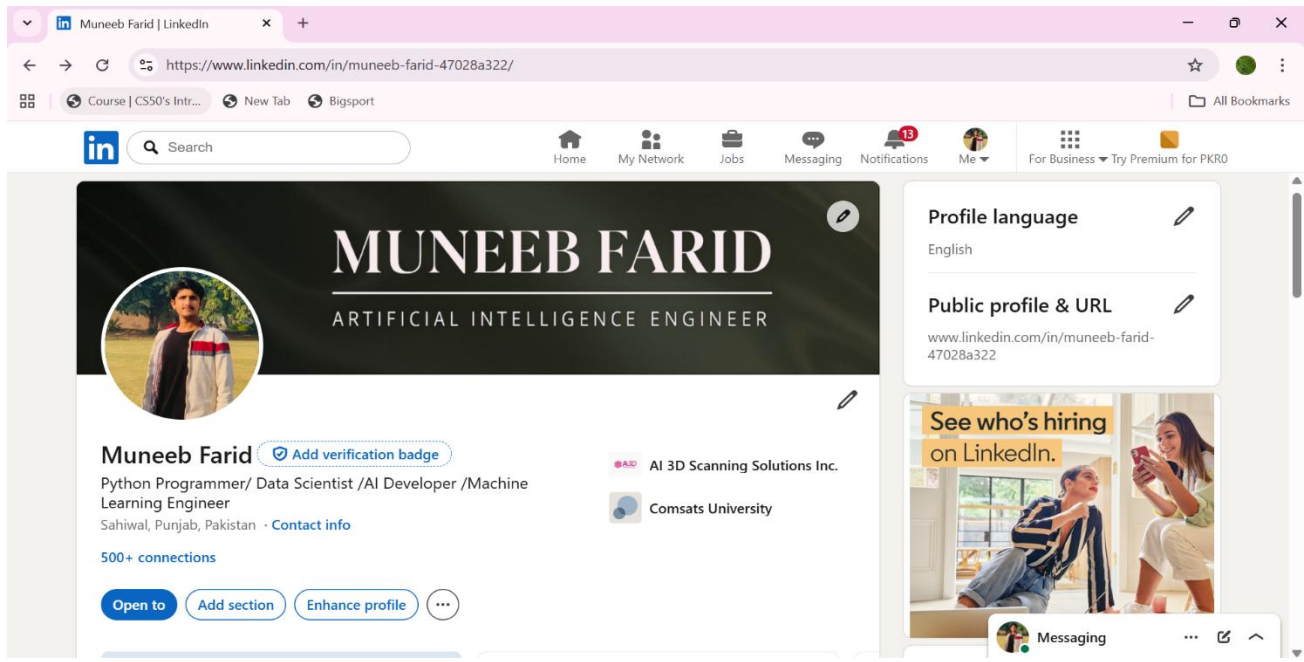 Muneeb Farid | LinkedIn
https://www.linkedin.com/in/muneeb-farid-47028a322/
Course | CS50's Intr...
New Tab
Bigsport
All Bookmarks
in
Search
Home
My Network
Jobs
Messaging
13
Notifications
Me
For Business
Try Premium for PKR0
MUNEEB FARID
ARTIFICIAL INTELLIGENCE ENGINEER
Muneeb Farid
Add verification badge
Python Programmer/ Data Scientist /AI Developer /Machine
Learning Engineer
Sahiwal, Punjab, Pakistan · Contact info
500+ connections
Open to
Add section
Enhance profile
AI 3D Scanning Solutions Inc.
Comsats University
Profile language
English
Public profile & URL
www.linkedin.com/in/muneeb-farid-
47028a322
See who's hiring
on LinkedIn.
Messaging